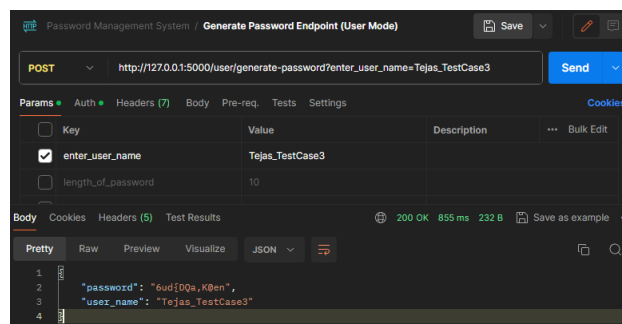 HTTP Password Management System / Generate Password Endpoint (User Mode) Save
POST http://127.0.0.1:5000/user/generate-password?enter_user_name=Tejas_TestCase3 Send
Params Auth Headers (7) Body Pre-req. Tests Settings Cookies
Key Value Description Bulk Edit
enter_user_name Tejas_TestCase3
length_of_password 10
Body Cookies Headers (5) Test Results 200 OK 855 ms 232 B Save as example
Pretty Raw Preview Visualize JSON
1 {
2 "password": "6ud{DQa,K@en",
3 "user_name": "Tejas_TestCase3"
4 }